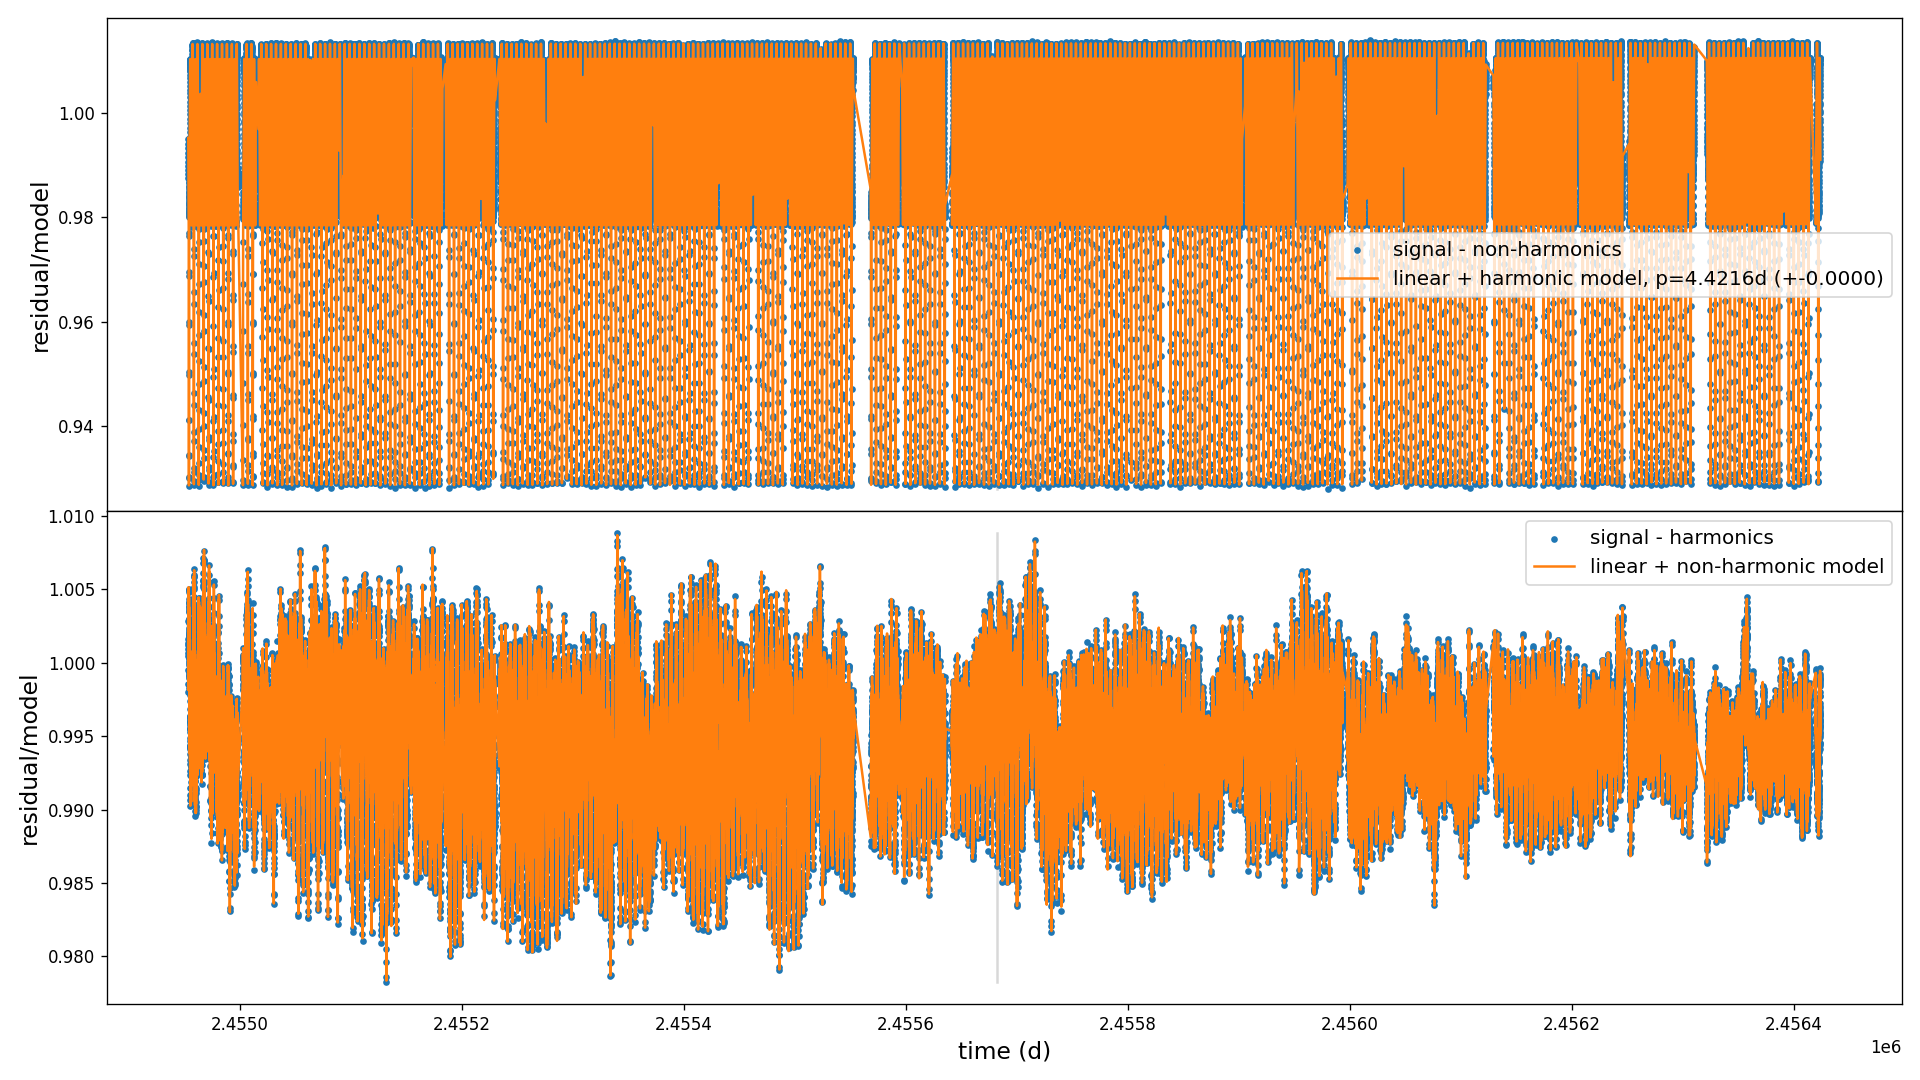 1.00
0.98
0.96
0.94
residual/model
signal - non-harmonics
linear + harmonic model, p=4.4216d (+-0.0000)
1.010
1.005
1.000
0.995
0.990
0.985
0.980
residual/model
signal - harmonics
linear + non-harmonic model
2.4550 2.4552 2.4554 2.4556 2.4558 2.4560 2.4562 2.4564
1e6
time (d)